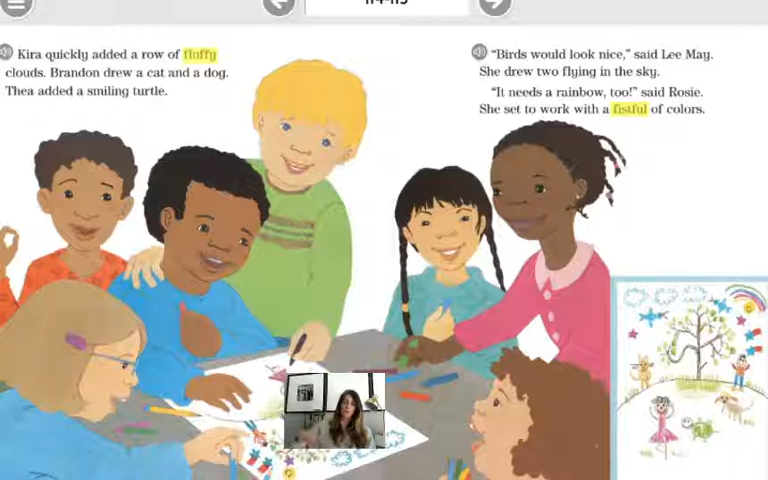 114-115
Kira quickly added a row of fluffy
clouds. Brandon drew a cat and a dog.
Thea added a smiling turtle.
“Birds would look nice,” said Lee May.
She drew two flying in the sky.
“It needs a rainbow, too!” said Rosie.
She set to work with a fistful of colors.